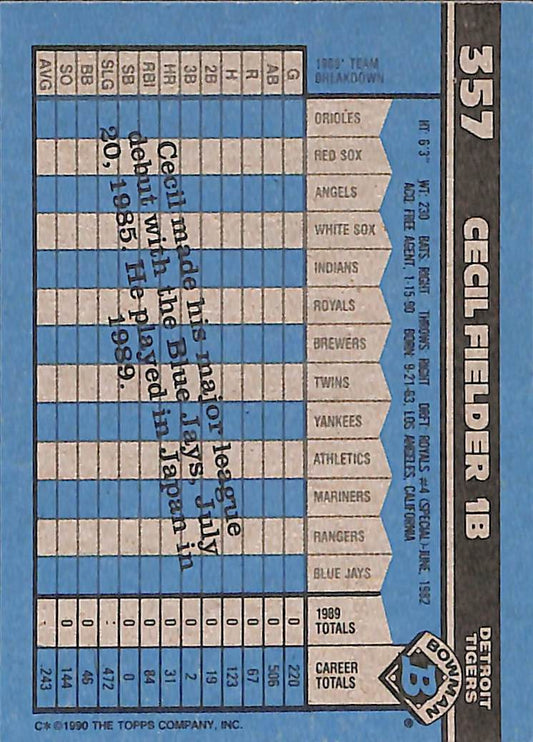 357 CECIL FIELDER 1B DETROIT
TIGERS
HT. 6'3" WT. 230 BATS RIGHT THROWS RIGHT DRFT. ROYALS #4 (SPECIAL)-JUNE, 1982
ACQ. FREE AGENT, 1-15-90 BORN: 9-21-63 LOS ANGELES, CALIFORNIA
BOWMAN
B
®
1989' TEAM
BREAKDOWN
ORIOLES
RED SOX
ANGELS
WHITE SOX
INDIANS
ROYALS
BREWERS
TWINS
YANKEES
ATHLETICS
MARINERS
RANGERS
BLUE JAYS
1989
TOTALS
CAREER
TOTALS
G 220
AB 506
R 0 67
H 0 123
2B 0 19
3B 0 2
HR 0 31
RBI 0 84
SB 0 0
SLG 472
BB 0 46
SO 0 144
AVG .243
Cecil made his major league
debut with the Blue Jays, July
20, 1985. He played in Japan in
1989.
C*©1990 THE TOPPS COMPANY, INC.